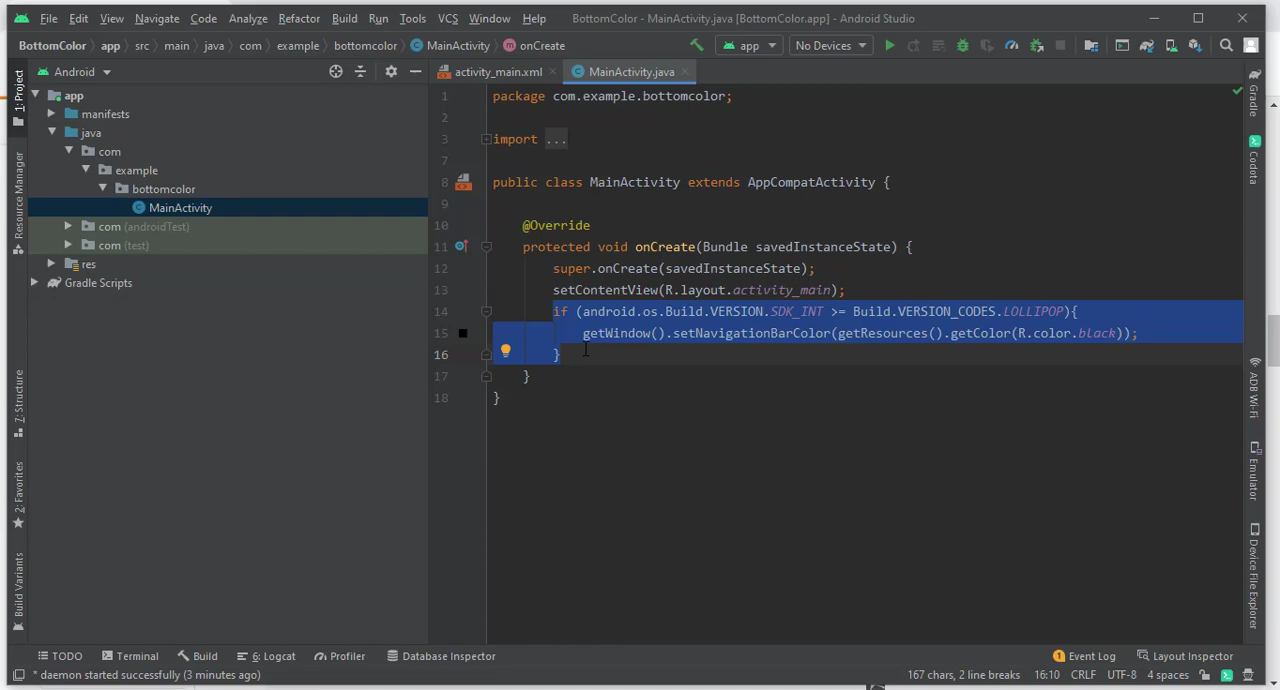 File Edit View Navigate Code Analyze Refactor Build Run Tools VCS Window Help BottomColor - MainActivity.java [BottomColor.app] - Android Studio
BottomColor app src main java com example bottomcolor MainActivity onCreate app No Devices
1: Project
Resource Manager
7: Structure
2: Favorites
Build Variants
Android
app
manifests
java
com
example
bottomcolor
MainActivity
com (androidTest)
com (test)
res
Gradle Scripts
activity_main.xml MainActivity.java
1 package com.example.bottomcolor;
2
3 import ...
7
8 public class MainActivity extends AppCompatActivity {
9
10 @Override
11 protected void onCreate(Bundle savedInstanceState) {
12 super.onCreate(savedInstanceState);
13 setContentView(R.layout.activity_main);
14 if (android.os.Build.VERSION.SDK_INT >= Build.VERSION_CODES.LOLLIPOP){
15 getWindow().setNavigationBarColor(getResources().getColor(R.color.black));
16 }
17 }
18 }
Gradle
Codota
ADB Wi-Fi
Emulator
Device File Explorer
TODO Terminal Build 6: Logcat Profiler Database Inspector 1 Event Log Layout Inspector
* daemon started successfully (3 minutes ago) 167 chars, 2 line breaks 16:10 CRLF UTF-8 4 spaces